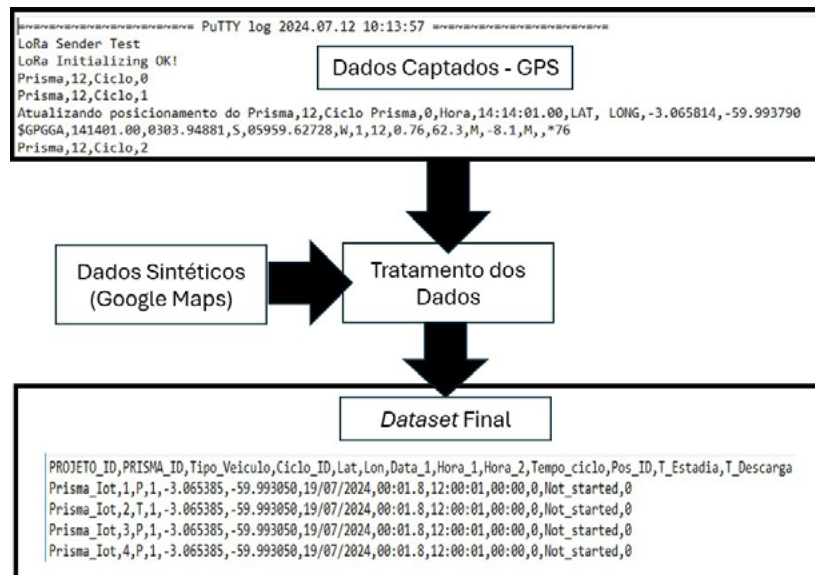 =~=~=~=~=~=~=~=~=~=~=~= PuTTY log 2024.07.12 10:13:57 =~=~=~=~=~=~=~=~=~=~=~=
LoRa Sender Test
LoRa Initializing OK!
Dados Captados - GPS
Prisma,12,Ciclo,0
Prisma,12,Ciclo,1
Atualizando posicionamento do Prisma,12,Ciclo Prisma,0,Hora,14:14:01.00,LAT, LONG,-3.065814,-59.993790
$GPGGA,141401.00,0303.94881,S,05959.62728,W,1,12,0.76,62.3,M,-8.1,M,,*76
Prisma,12,Ciclo,2
Dados Sintéticos
(Google Maps)
Tratamento dos
Dados
Dataset Final
PROJETO_ID,PRISMA_ID,Tipo_Veiculo,Ciclo_ID,Lat,Lon,Data_1,Hora_1,Hora_2,Tempo_ciclo,Pos_ID,T_Estadia,T_Descarga
Prisma_Iot,1,P,1,-3.065385,-59.993050,19/07/2024,00:01.8,12:00:01,00:00,0,Not_started,0
Prisma_Iot,2,T,1,-3.065385,-59.993050,19/07/2024,00:01.8,12:00:01,00:00,0,Not_started,0
Prisma_Iot,3,P,1,-3.065385,-59.993050,19/07/2024,00:01.8,12:00:01,00:00,0,Not_started,0
Prisma_Iot,4,P,1,-3.065385,-59.993050,19/07/2024,00:01.8,12:00:01,00:00,0,Not_started,0